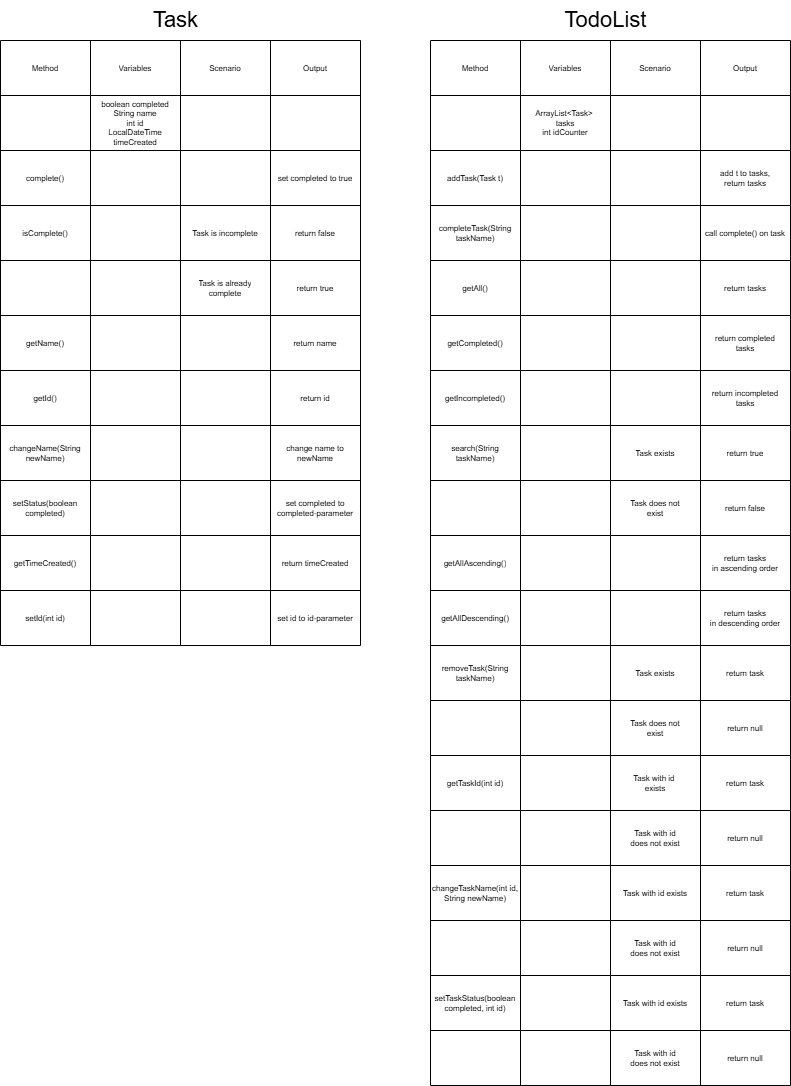 Task
Method
Variables
Scenario
Output
boolean completed
String name
int id
LocalDateTime
timeCreated
complete()
set completed to true
isComplete()
Task is incomplete
return false
Task is already
complete
return true
getName()
return name
getId()
return id
changeName(String
newName)
change name to
newName
setStatus(boolean
completed)
set completed to
completed-parameter
getTimeCreated()
return timeCreated
setId(int id)
set id to id-parameter
TodoList
Method
Variables
Scenario
Output
ArrayList<Task>
tasks
int idCounter
addTask(Task t)
add t to tasks,
return tasks
completeTask(String
taskName)
call complete() on task
getAll()
return tasks
getCompleted()
return completed
tasks
getIncompleted()
return incompleted
tasks
search(String
taskName)
Task exists
return true
Task does not
exist
return false
getAllAscending()
return tasks
in ascending order
getAllDescending()
return tasks
in descending order
removeTask(String
taskName)
Task exists
return task
Task does not
exist
return null
getTaskId(int id)
Task with id
exists
return task
Task with id
does not exist
return null
changeTaskName(int id,
String newName)
Task with id exists
return task
Task with id
does not exist
return null
setTaskStatus(boolean
completed, int id)
Task with id exists
return task
Task with id
does not exist
return null